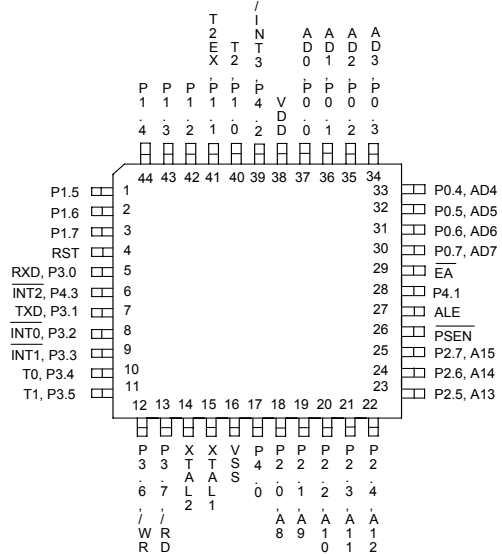 P1.4
P1.3
P1.2
T2EX, P1.1
T2, P1.0
/INT3, P4.2
VDD
AD0, P0.0
AD1, P0.1
AD2, P0.2
AD3, P0.3
44 43 42 41 40 39 38 37 36 35 34
P1.5 1
P1.6 2
P1.7 3
RST 4
RXD, P3.0 5
INT2, P4.3 6
TXD, P3.1 7
INT0, P3.2 8
INT1, P3.3 9
T0, P3.4 10
T1, P3.5 11
33 P0.4, AD4
32 P0.5, AD5
31 P0.6, AD6
30 P0.7, AD7
29 EA
28 P4.1
27 ALE
26 PSEN
25 P2.7, A15
24 P2.6, A14
23 P2.5, A13
12 13 14 15 16 17 18 19 20 21 22
P3.6, /WR
P3.7, /RD
XTAL2
XTAL1
VSS
P4.0
P2.0, A8
P2.1, A9
P2.2, A10
P2.3, A11
P2.4, A12